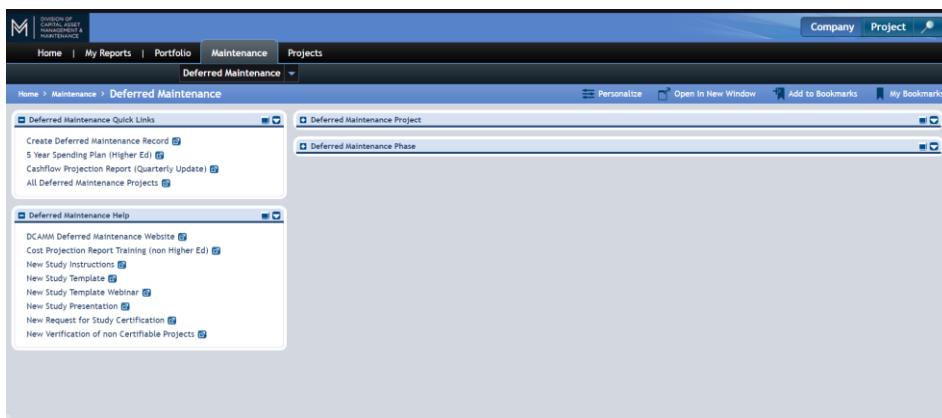 DIVISION OF
CAPITAL ASSET
MANAGEMENT &
MAINTENANCE
Company Project
Home | My Reports | Portfolio Maintenance Projects
Deferred Maintenance
Home > Maintenance > Deferred Maintenance
Personalize Open In New Window Add to Bookmarks My Bookmarks
Deferred Maintenance Quick Links
Create Deferred Maintenance Record
5 Year Spending Plan (Higher Ed)
Cashflow Projection Report (Quarterly Update)
All Deferred Maintenance Projects
Deferred Maintenance Help
DCAMM Deferred Maintenance Website
Cost Projection Report Training (non Higher Ed)
New Study Instructions
New Study Template
New Study Template Webinar
New Study Presentation
New Request for Study Certification
New Verification of non Certifiable Projects
Deferred Maintenance Project
Deferred Maintenance Phase